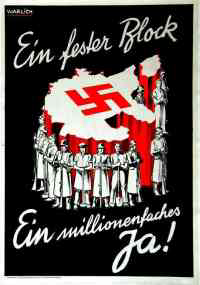 WARLICH
Ein fester Block
Ein millionenfaches
Ja!